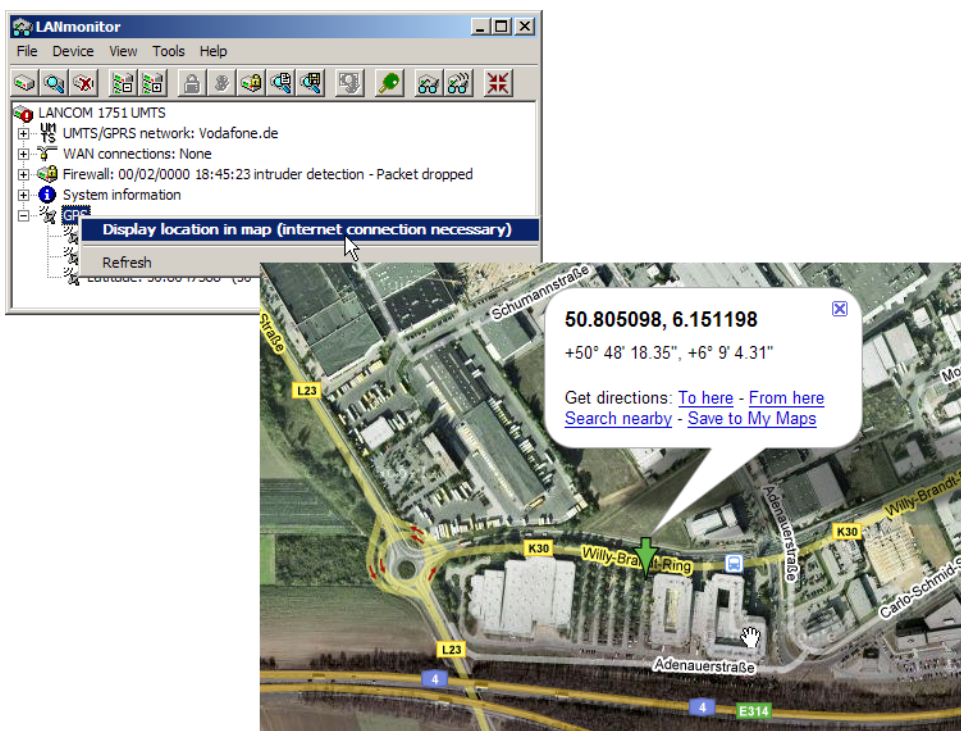 LANmonitor
File Device View Tools Help
LANCOM 1751 UMTS
UM
TS
UMTS/GPRS network: Vodafone.de
WAN connections: None
Firewall: 00/02/0000 18:45:23 intruder detection - Packet dropped
System information
GPS
Display location in map (internet connection necessary)
Refresh
Schumannstraße
Straße
50.805098, 6.151198
+50° 48' 18.35", +6° 9' 4.31"
Get directions: To here - From here
Search nearby - Save to My Maps
L23
Adenauerstraße
K30
Willy-Brandt-Ring
K30
Willy-Brandt-
Carlo-Schmid-S
L23
Adenauerstraße
4
4
E314